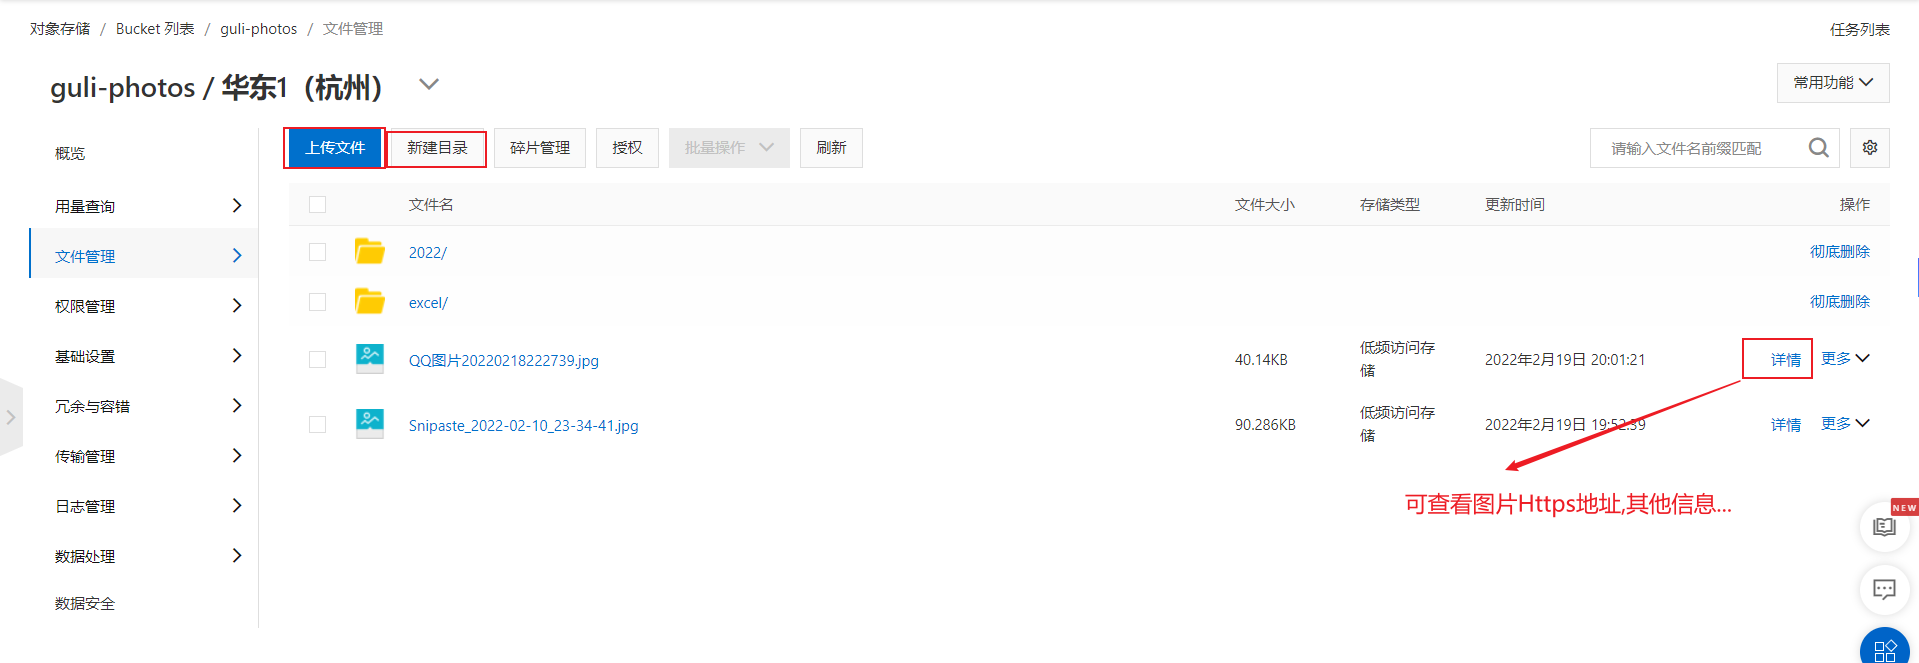 对象存储 / Bucket 列表 / guli-photos / 文件管理
任务列表
guli-photos / 华东1（杭州）
常用功能
上传文件 新建目录 碎片管理 授权 批量操作 刷新
请输入文件名前缀匹配
概览
用量查询
文件管理
权限管理
基础设置
冗余与容错
传输管理
日志管理
数据处理
数据安全
文件名 文件大小 存储类型 更新时间 操作
2022/ 彻底删除
excel/ 彻底删除
QQ图片20220218222739.jpg 40.14KB 低频访问存 2022年2月19日 20:01:21 详情 更多
储
Snipaste_2022-02-10_23-34-41.jpg 90.286KB 低频访问存 2022年2月19日 19:52:39 详情 更多
储
可查看图片Https地址,其他信息...
NEW